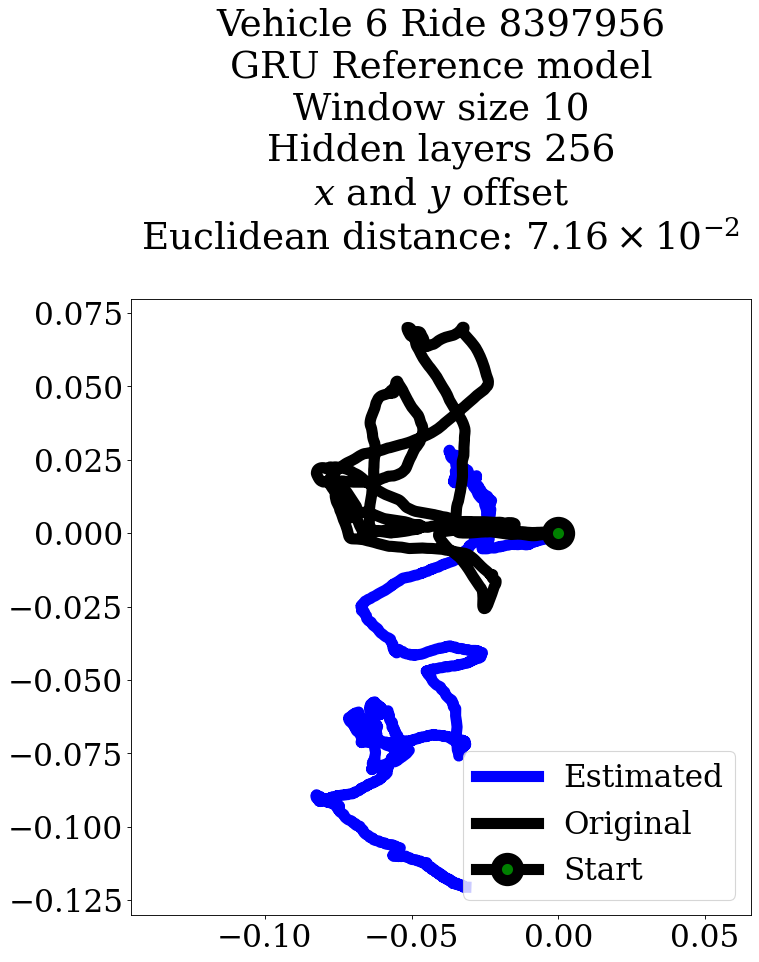 Vehicle 6 Ride 8397956
GRU Reference model
Window size 10
Hidden layers 256
x and y offset
Euclidean distance: 7.16 × 10⁻²
0.075
0.050
0.025
0.000
−0.025
−0.050
−0.075
−0.100
−0.125
Estimated
Original
Start
−0.10 −0.05 0.00 0.05